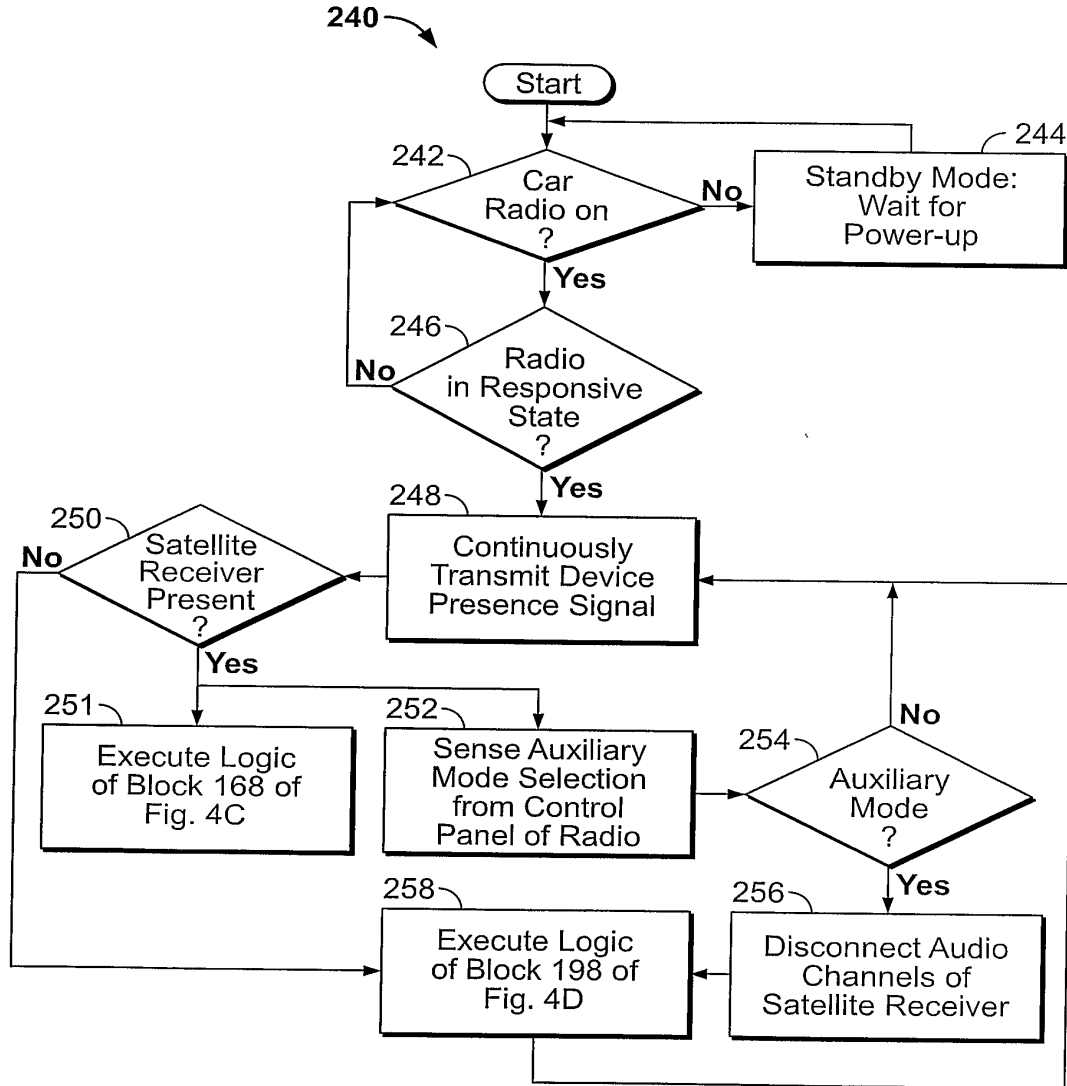 240
Start
242
Car
Radio on
?
No
244
Standby Mode:
Wait for
Power-up
Yes
246
Radio
in Responsive
State
?
No
Yes
248
Continuously
Transmit Device
Presence Signal
250
No
Satellite
Receiver
Present
?
Yes
251
Execute Logic
of Block 168 of
Fig. 4C
252
Sense Auxiliary
Mode Selection
from Control
Panel of Radio
No
254
Auxiliary
Mode
?
Yes
258
Execute Logic
of Block 198 of
Fig. 4D
256
Disconnect Audio
Channels of
Satellite Receiver